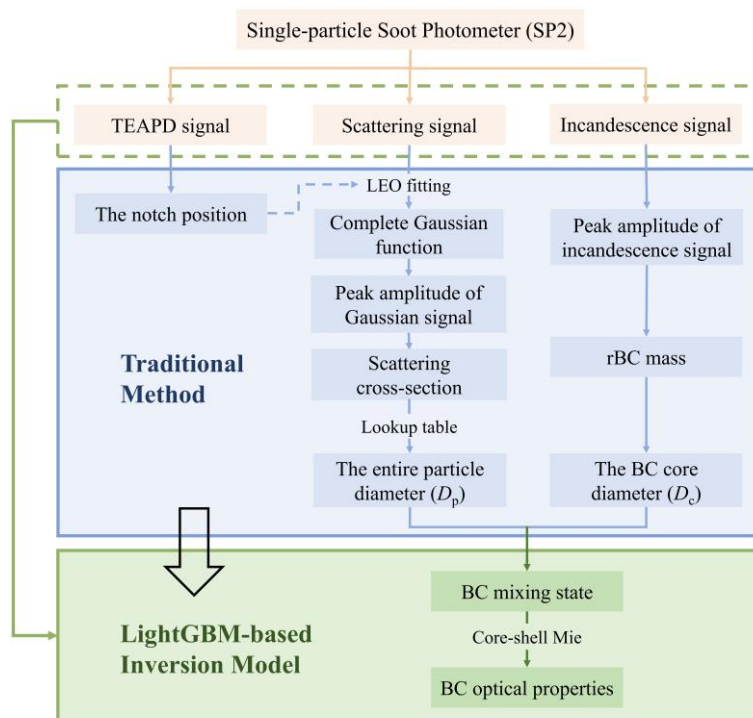 Single-particle Soot Photometer (SP2)
TEAPD signal
Scattering signal
Incandescence signal
LEO fitting
The notch position
Complete Gaussian
function
Peak amplitude of
incandescence signal
Peak amplitude of
Gaussian signal
Traditional
Method
Scattering
cross-section
rBC mass
Lookup table
The entire particle
diameter (Dp)
The BC core
diameter (Dc)
BC mixing state
LightGBM-based
Inversion Model
Core-shell Mie
BC optical properties